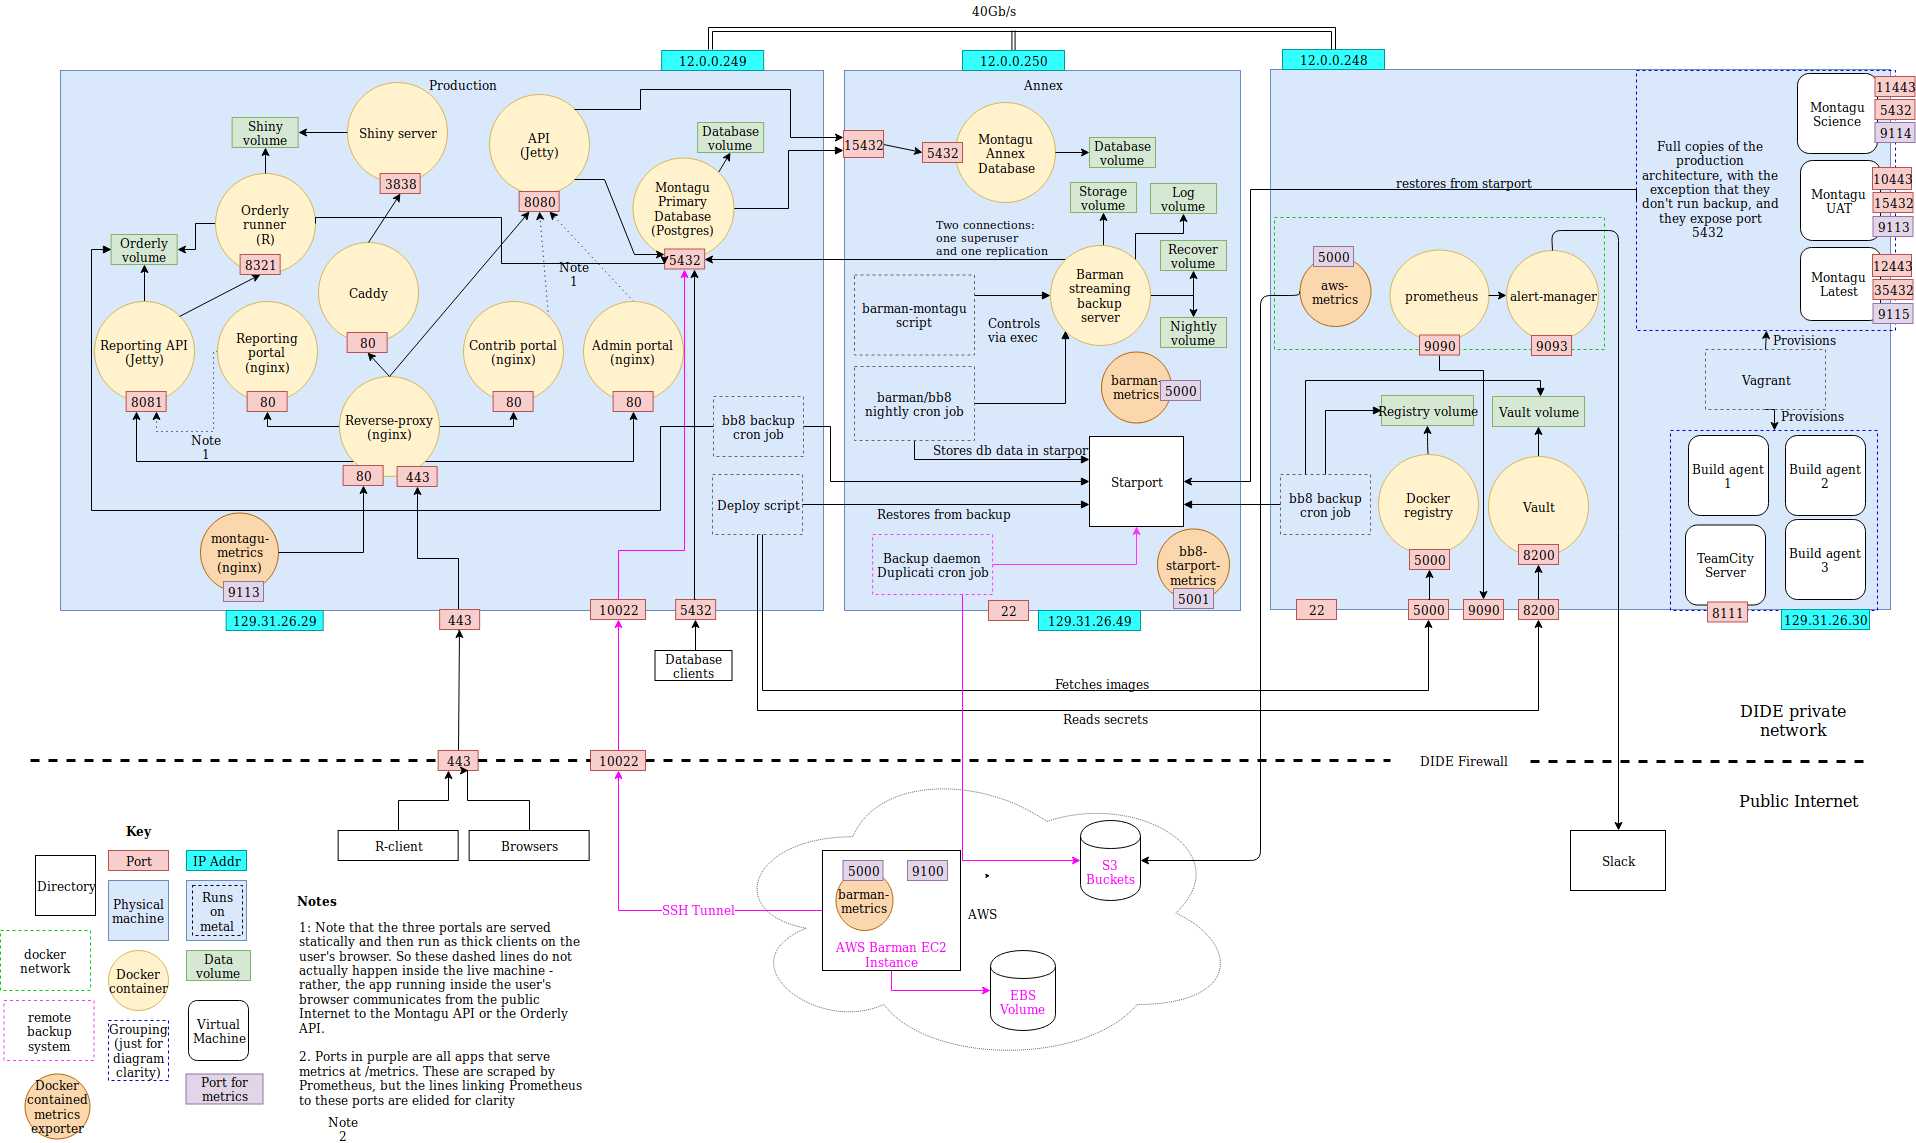 40Gb/s
12.0.0.249
12.0.0.250
12.0.0.248
Production
Shiny
volume
Shiny server
3838
API
(Jetty)
8080
Database
volume
Montagu
Primary
Database
(Postgres)
5432
Orderly
runner
(R)
8321
Orderly
volume
Caddy
80
Note
1
Reporting API
(Jetty)
8081
Reporting
portal
(nginx)
80
Contrib portal
(nginx)
80
Admin portal
(nginx)
80
Reverse-proxy
(nginx)
80
443
Note
1
bb8 backup
cron job
Deploy script
montagu-
metrics
(nginx)
9113
129.31.26.29
443
10022
5432
Database
clients
Annex
15432
5432
Montagu
Annex
Database
Database
volume
Storage
volume
Log
volume
Two connections:
one superuser
and one replication
Recover
volume
Barman
streaming
backup
server
barman-montagu
script
Controls
via exec
Nightly
volume
barman/bb8
nightly cron job
barman-
metrics
5000
Stores db data in starpor
Starport
Restores from backup
Backup daemon
Duplicati cron job
bb8-
starport-
metrics
5001
22
129.31.26.49
restores from starport
Full copies of the
production
architecture, with the
exception that they
don't run backup, and
they expose port
5432
Montagu
Science
11443
5432
9114
Montagu
UAT
10443
15432
9113
Montagu
Latest
12443
35432
9115
5000
aws-
metrics
prometheus
9090
alert-manager
9093
Provisions
Vagrant
Provisions
Registry volume
Vault volume
bb8 backup
cron job
Docker
registry
5000
Vault
8200
Build agent
1
Build agent
2
TeamCity
Server
Build agent
3
8111
22
5000
9090
8200
129.31.26.30
Fetches images
Reads secrets
DIDE private
network
443
10022
DIDE Firewall
Public Internet
R-client
Browsers
Slack
SSH Tunnel
5000
9100
barman-
metrics
AWS Barman EC2
Instance
AWS
S3
Buckets
EBS
Volume
Key
Directory
Port
IP Addr
Physical
machine
Runs
on
metal
docker
network
Docker
container
Data
volume
remote
backup
system
Grouping
(just for
diagram
clarity)
Virtual
Machine
Docker
contained
metrics
exporter
Port for
metrics
Notes
1: Note that the three portals are served
statically and then run as thick clients on the
user's browser. So these dashed lines do not
actually happen inside the live machine -
rather, the app running inside the user's
browser communicates from the public
Internet to the Montagu API or the Orderly
API.
2. Ports in purple are all apps that serve
metrics at /metrics. These are scraped by
Prometheus, but the lines linking Prometheus
to these ports are elided for clarity
Note
2